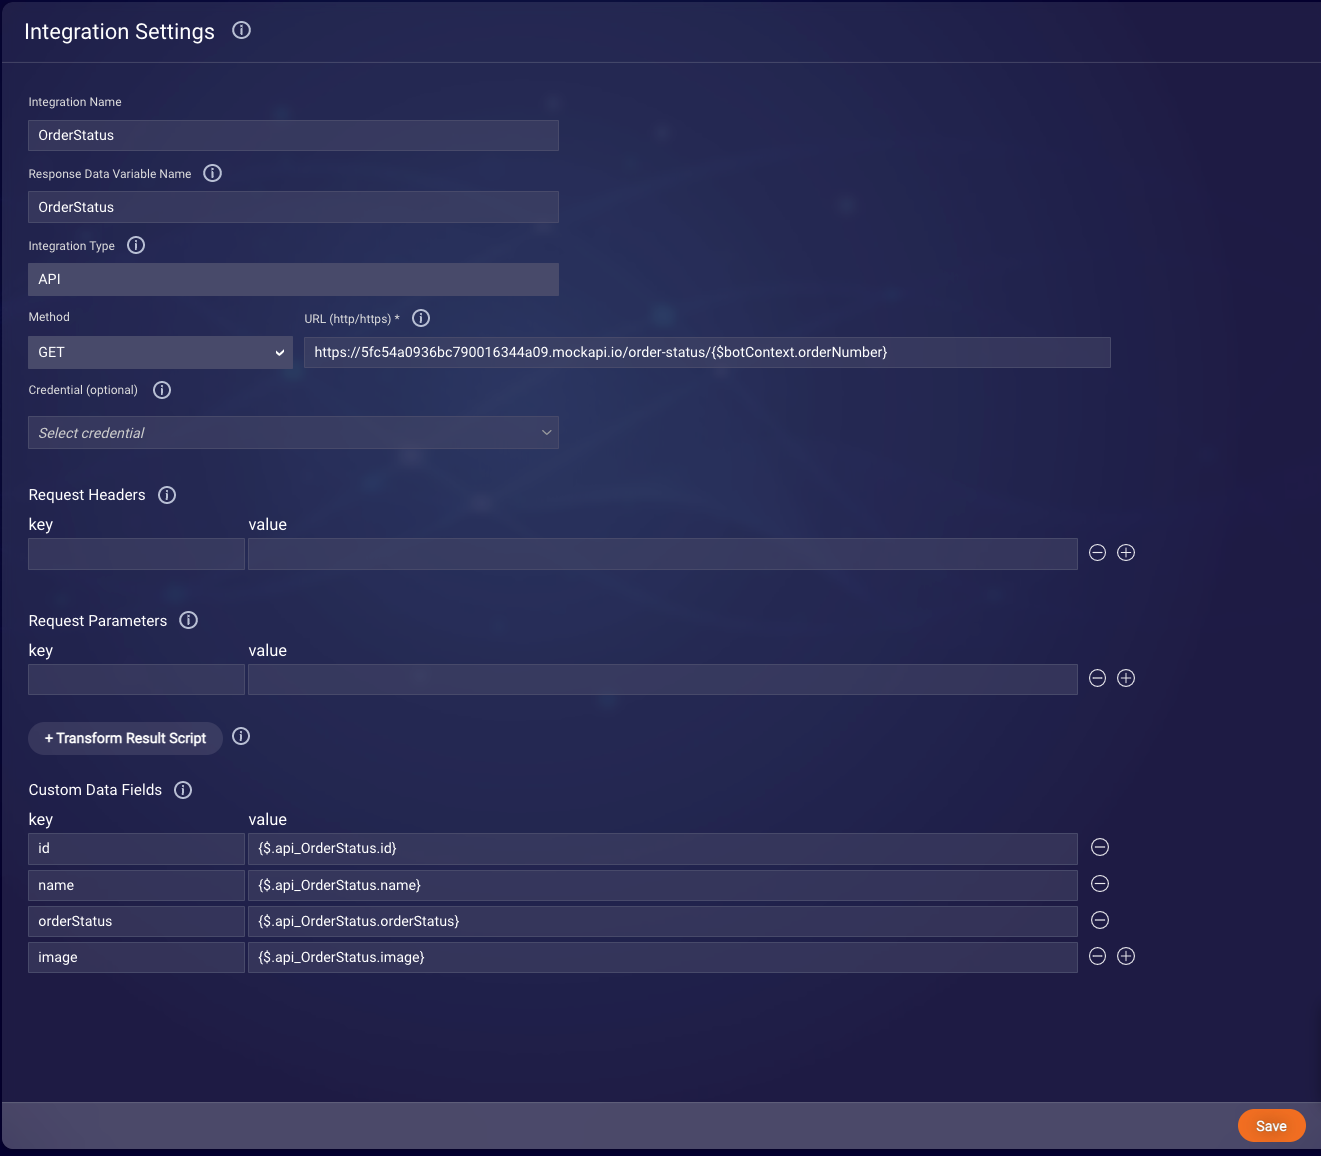 Integration Settings
Integration Name
OrderStatus
Response Data Variable Name
OrderStatus
Integration Type
API
Method
URL (http/https) *
GET
https://5fc54a0936bc790016344a09.mockapi.io/order-status/{$botContext.orderNumber}
Credential (optional)
Select credential
Request Headers
key value
Request Parameters
key value
+ Transform Result Script
Custom Data Fields
key value
id {$.api_OrderStatus.id}
name {$.api_OrderStatus.name}
orderStatus {$.api_OrderStatus.orderStatus}
image {$.api_OrderStatus.image}
Save